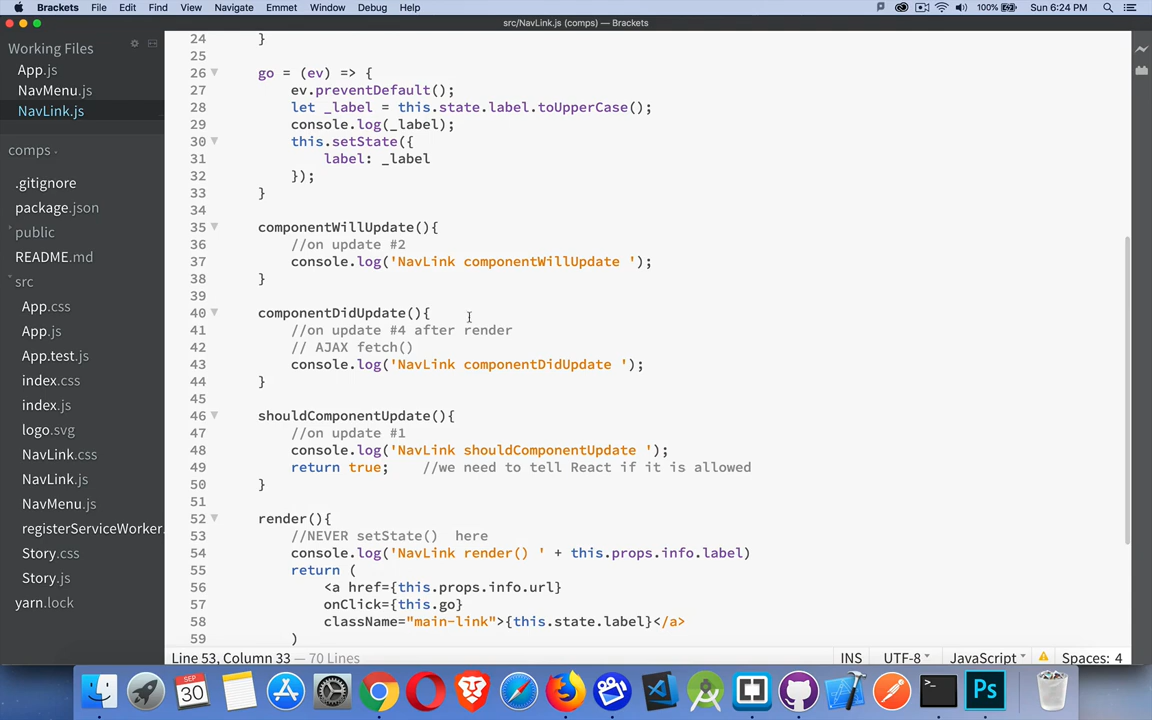 Brackets File Edit Find View Navigate Emmet Window Debug Help 100% Sun 6:24 PM
src/NavLink.js (comps) — Brackets
Working Files
App.js
NavMenu.js
NavLink.js
comps
.gitignore
package.json
public
README.md
src
App.css
App.js
App.test.js
index.css
index.js
logo.svg
NavLink.css
NavLink.js
NavMenu.js
registerServiceWorker.
Story.css
Story.js
yarn.lock
24 }
25
26 go = (ev) => {
27 ev.preventDefault();
28 let _label = this.state.label.toUpperCase();
29 console.log(_label);
30 this.setState({
31 label: _label
32 });
33 }
34
35 componentWillUpdate(){
36 //on update #2
37 console.log('NavLink componentWillUpdate ');
38 }
39
40 componentDidUpdate(){
41 //on update #4 after render
42 // AJAX fetch()
43 console.log('NavLink componentDidUpdate ');
44 }
45
46 shouldComponentUpdate(){
47 //on update #1
48 console.log('NavLink shouldComponentUpdate ');
49 return true; //we need to tell React if it is allowed
50 }
51
52 render(){
53 //NEVER setState() here
54 console.log('NavLink render() ' + this.props.info.label)
55 return (
56 <a href={this.props.info.url}
57 onClick={this.go}
58 className="main-link">{this.state.label}</a>
59 )
Line 53, Column 33 — 70 Lines INS UTF-8 JavaScript Spaces: 4
SEP
30
>_
Ps